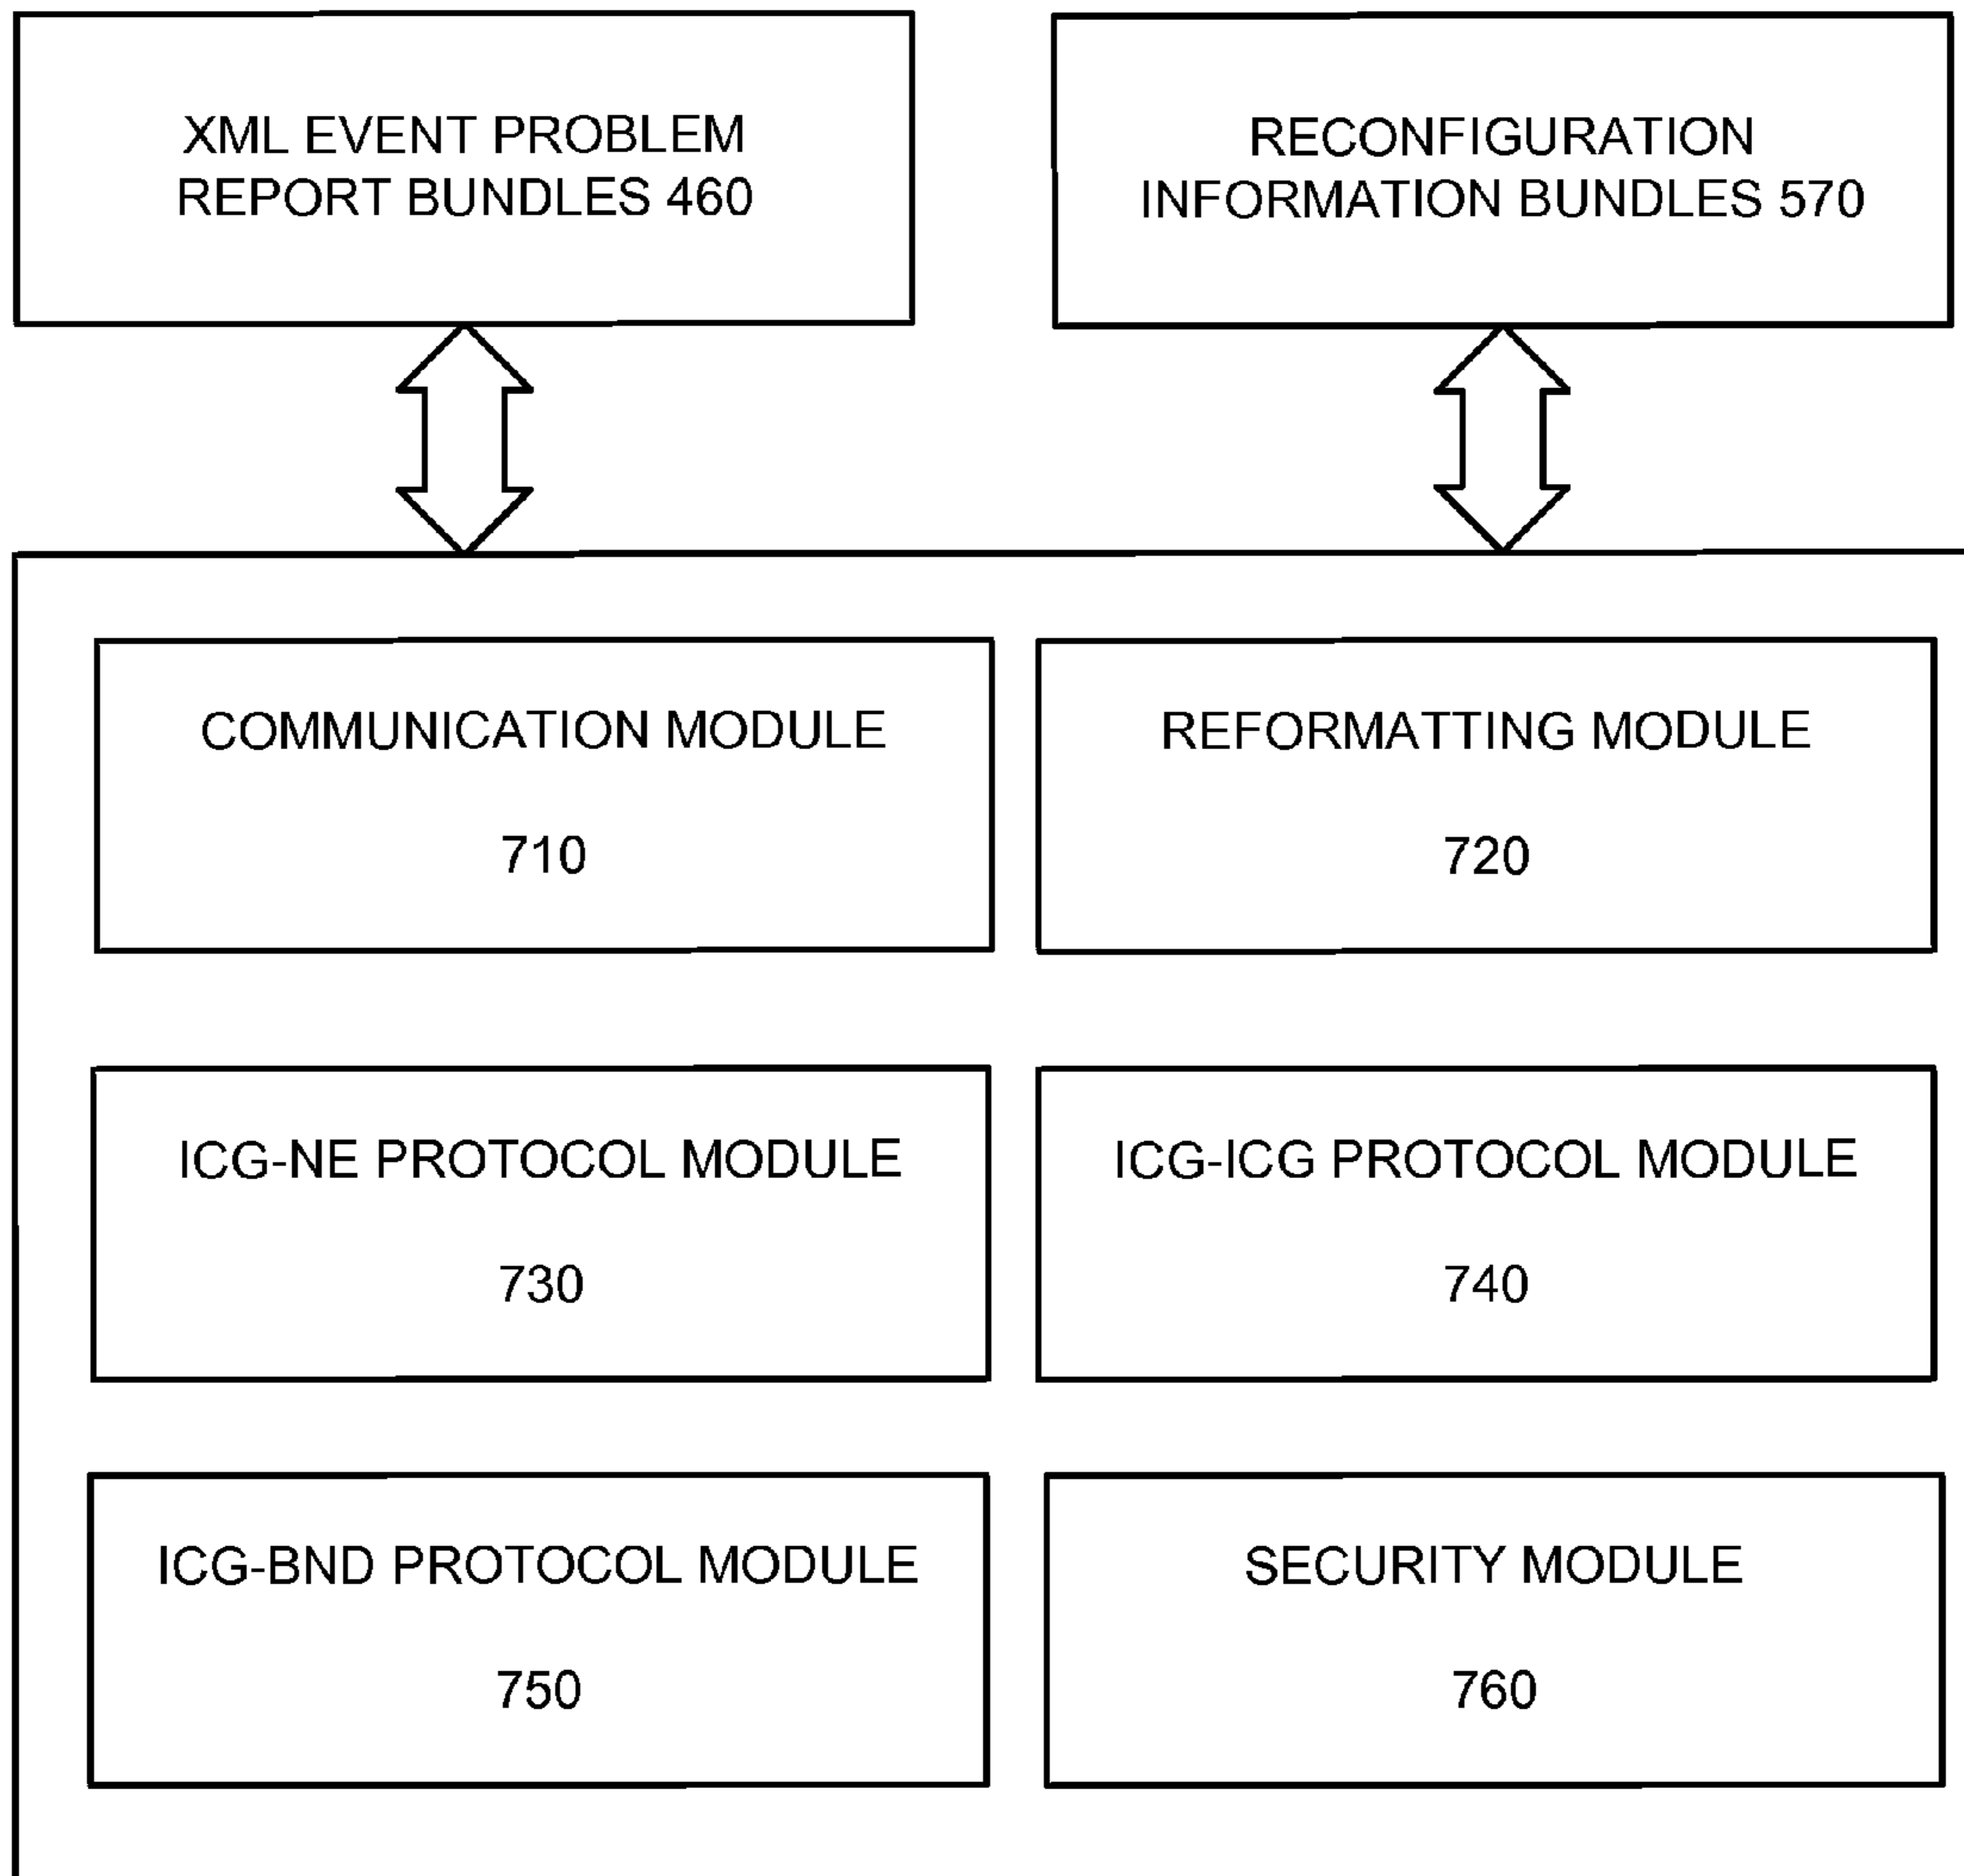 XML EVENT PROBLEM
REPORT BUNDLES 460
RECONFIGURATION
INFORMATION BUNDLES 570
COMMUNICATION MODULE
710
REFORMATTING MODULE
720
ICG-NE PROTOCOL MODULE
730
ICG-ICG PROTOCOL MODULE
740
ICG-BND PROTOCOL MODULE
750
SECURITY MODULE
760